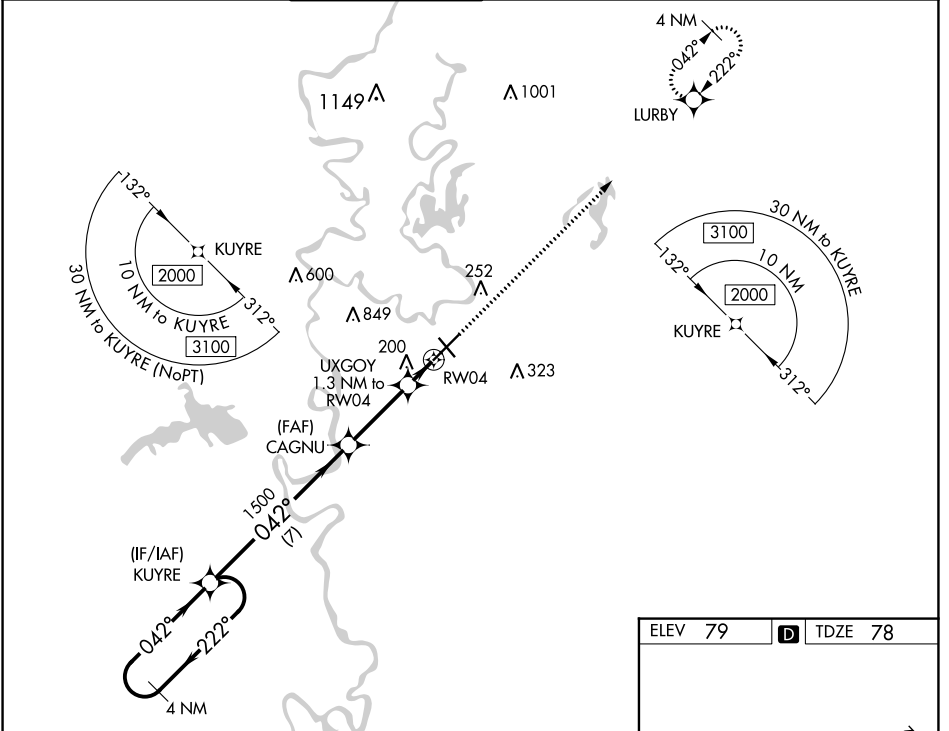 4 NM
042°
222°
LURBY
1149
1001
132°
KUYRE
2000
10 NM to KUYRE
312°
3100
30 NM to KUYRE (NoPT)
600
849
252
200
323
30 NM to KUYRE
3100
132°
10 NM
2000
KUYRE
312°
UXGOY
1.3 NM to
RW04
RW04
(FAF)
CAGNU
1500
042°
(7)
(IF/IAF)
KUYRE
042°
222°
4 NM
ELEV 79 D TDZE 78